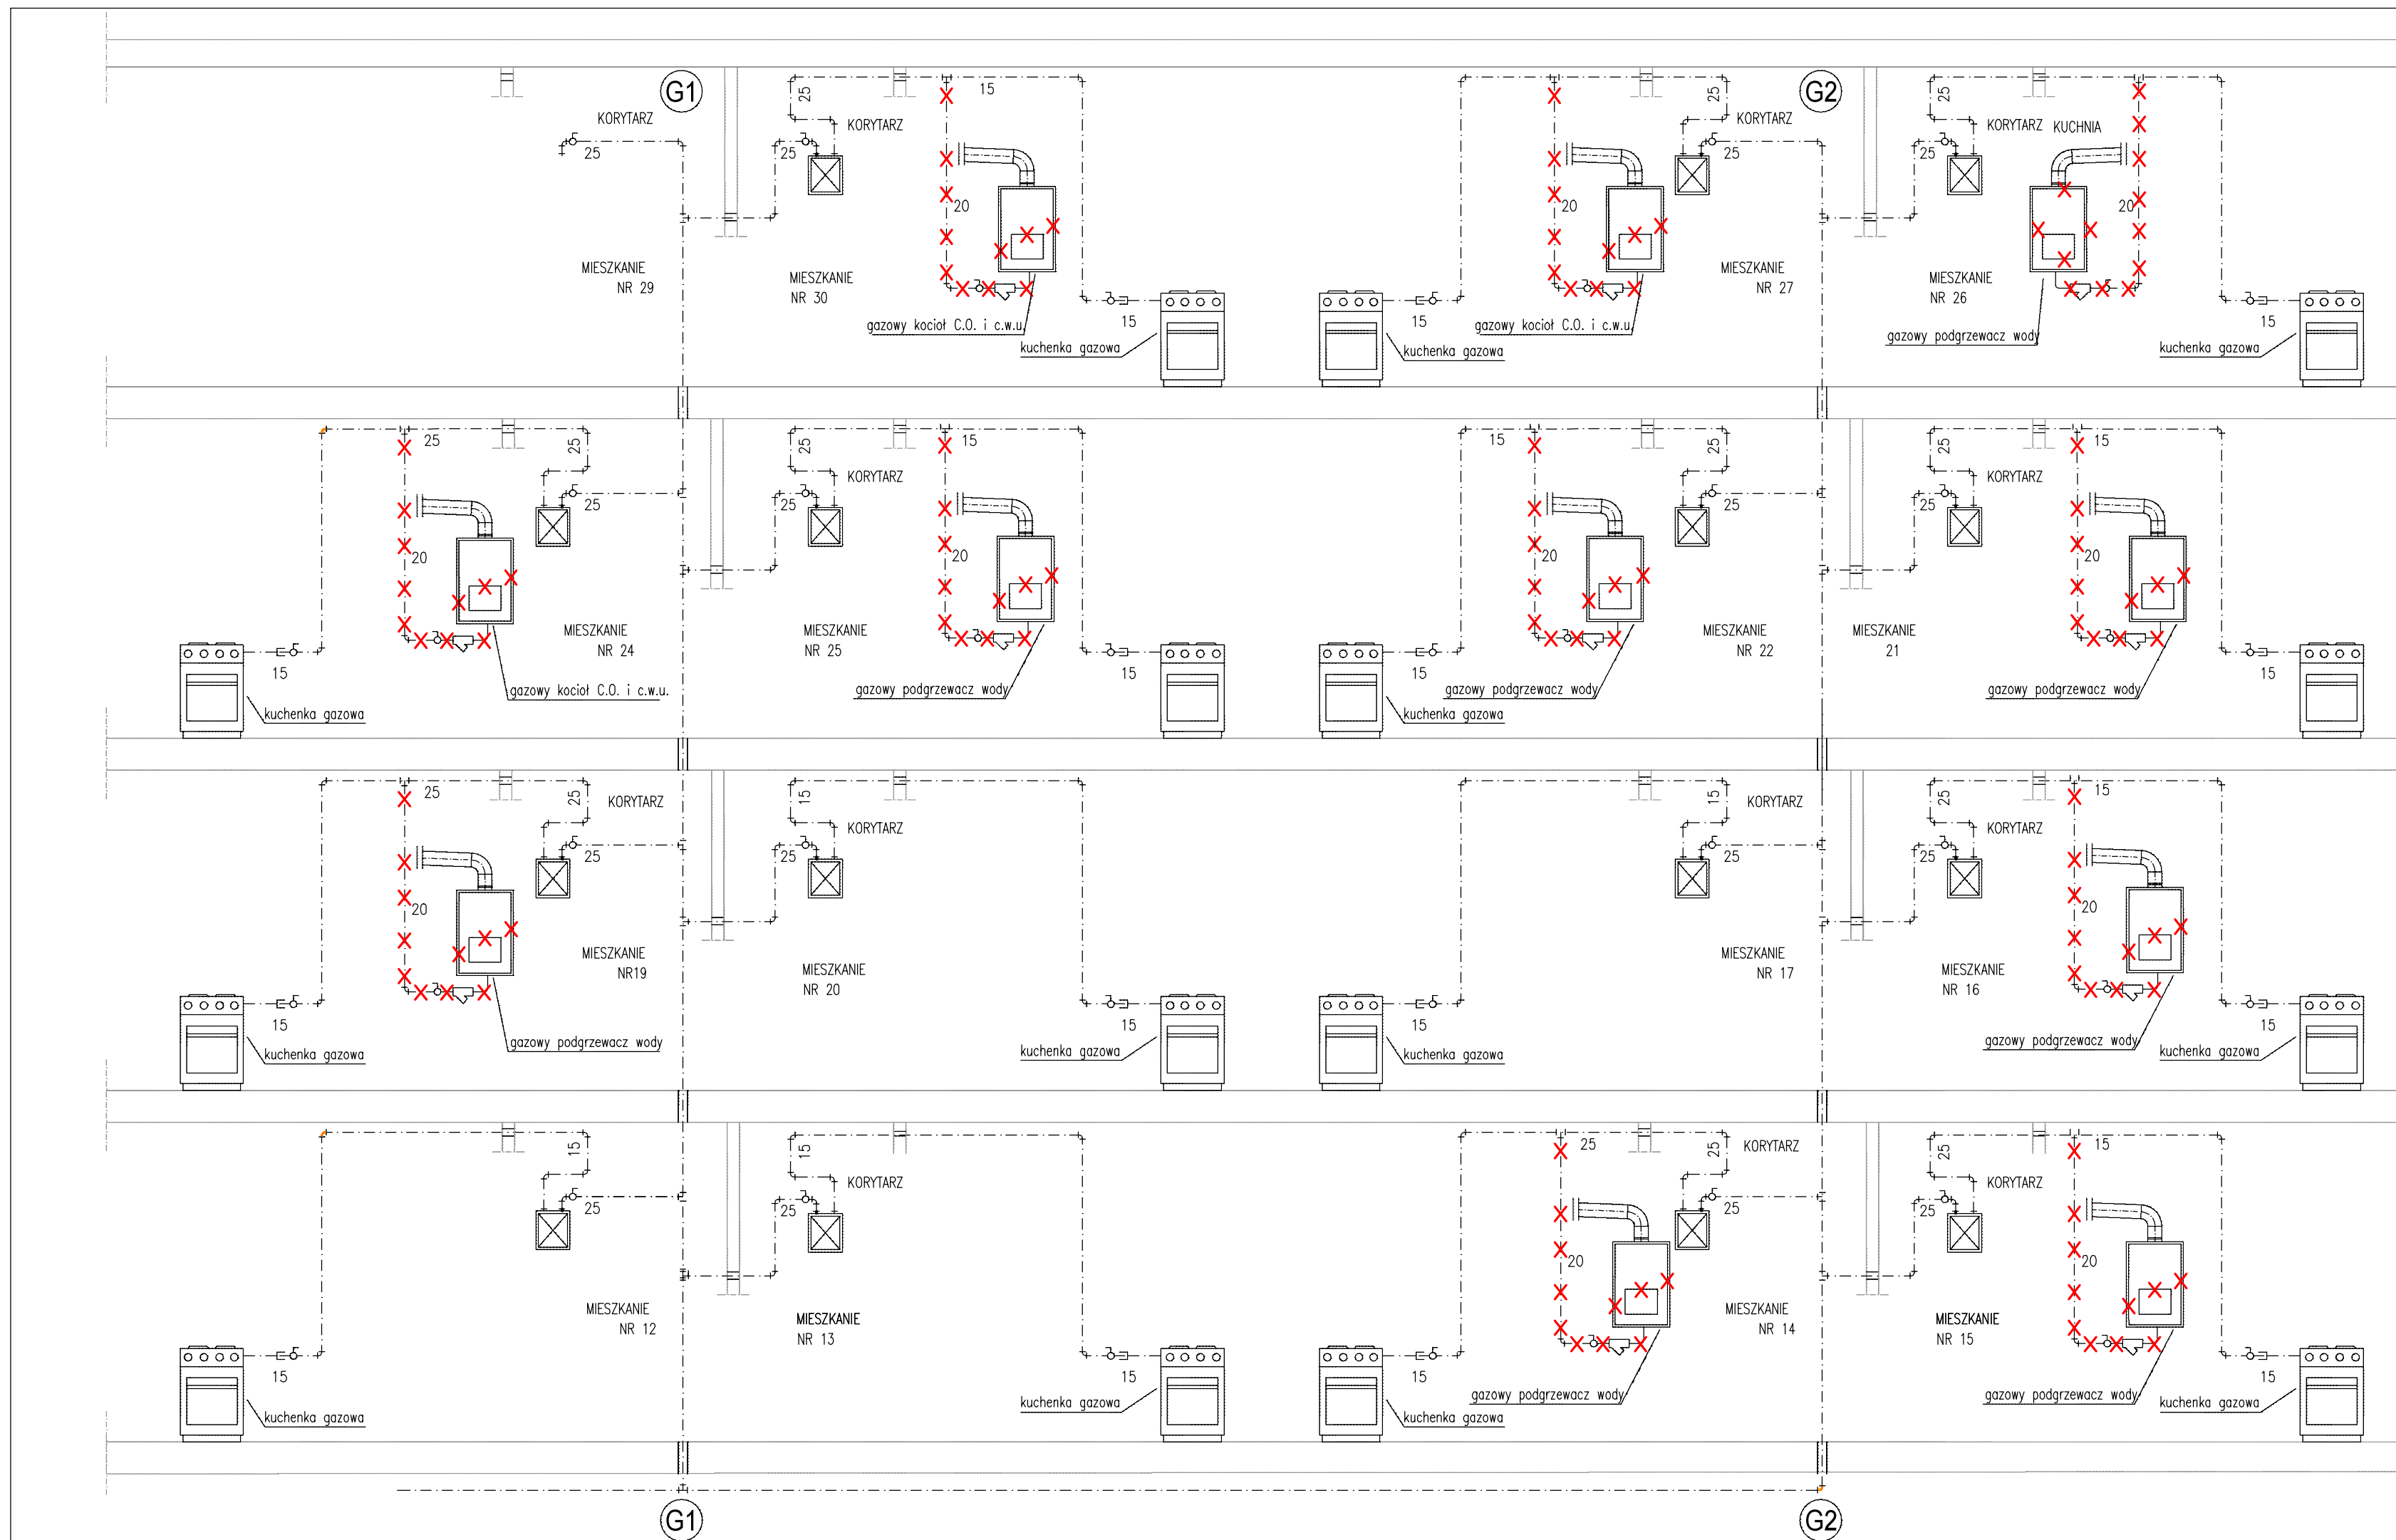 G1
G2
KORYTARZ
25
25
KORYTARZ
25
15
20
MIESZKANIE
NR 29
MIESZKANIE
NR 30
gazowy kocioł C.O. i c.w.u.
kuchenka gazowa
15
15
kuchenka gazowa
gazowy kocioł C.O. i c.w.u.
20
25
KORYTARZ
25
MIESZKANIE
NR 27
25
25
KORYTARZ
KUCHNIA
20
MIESZKANIE
NR 26
gazowy podgrzewacz wody
15
kuchenka gazowa
25
25
25
20
MIESZKANIE
NR 24
15
gazowy kocioł C.O. i c.w.u.
kuchenka gazowa
25
15
KORYTARZ
25
20
MIESZKANIE
NR 25
gazowy podgrzewacz wody
15
15
25
25
20
MIESZKANIE
NR 22
15
gazowy podgrzewacz wody
kuchenka gazowa
25
15
KORYTARZ
25
20
MIESZKANIE
21
gazowy podgrzewacz wody
15
25
25
KORYTARZ
25
20
MIESZKANIE
NR19
15
gazowy podgrzewacz wody
kuchenka gazowa
15
KORYTARZ
25
MIESZKANIE
NR 20
15
kuchenka gazowa
15
KORYTARZ
25
MIESZKANIE
NR 17
15
kuchenka gazowa
25
15
KORYTARZ
25
20
MIESZKANIE
NR 16
gazowy podgrzewacz wody
15
kuchenka gazowa
15
25
MIESZKANIE
NR 12
15
kuchenka gazowa
15
KORYTARZ
25
MIESZKANIE
NR 13
15
kuchenka gazowa
25
25
KORYTARZ
25
20
MIESZKANIE
NR 14
15
gazowy podgrzewacz wody
kuchenka gazowa
25
15
KORYTARZ
25
20
MIESZKANIE
NR 15
gazowy podgrzewacz wody
15
kuchenka gazowa
G1
G2